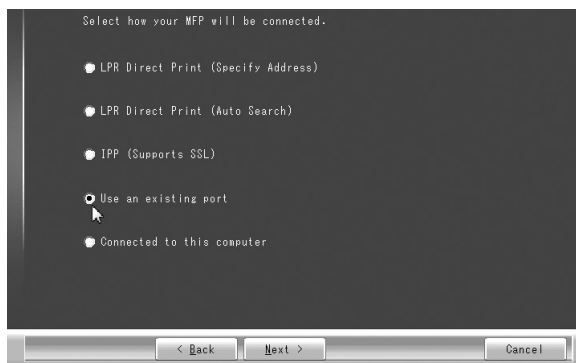 Select how your MFP will be connected.
LPR Direct Print (Specify Address)
LPR Direct Print (Auto Search)
IPP (Supports SSL)
Use an existing port
Connected to this computer
< Back Next > Cancel